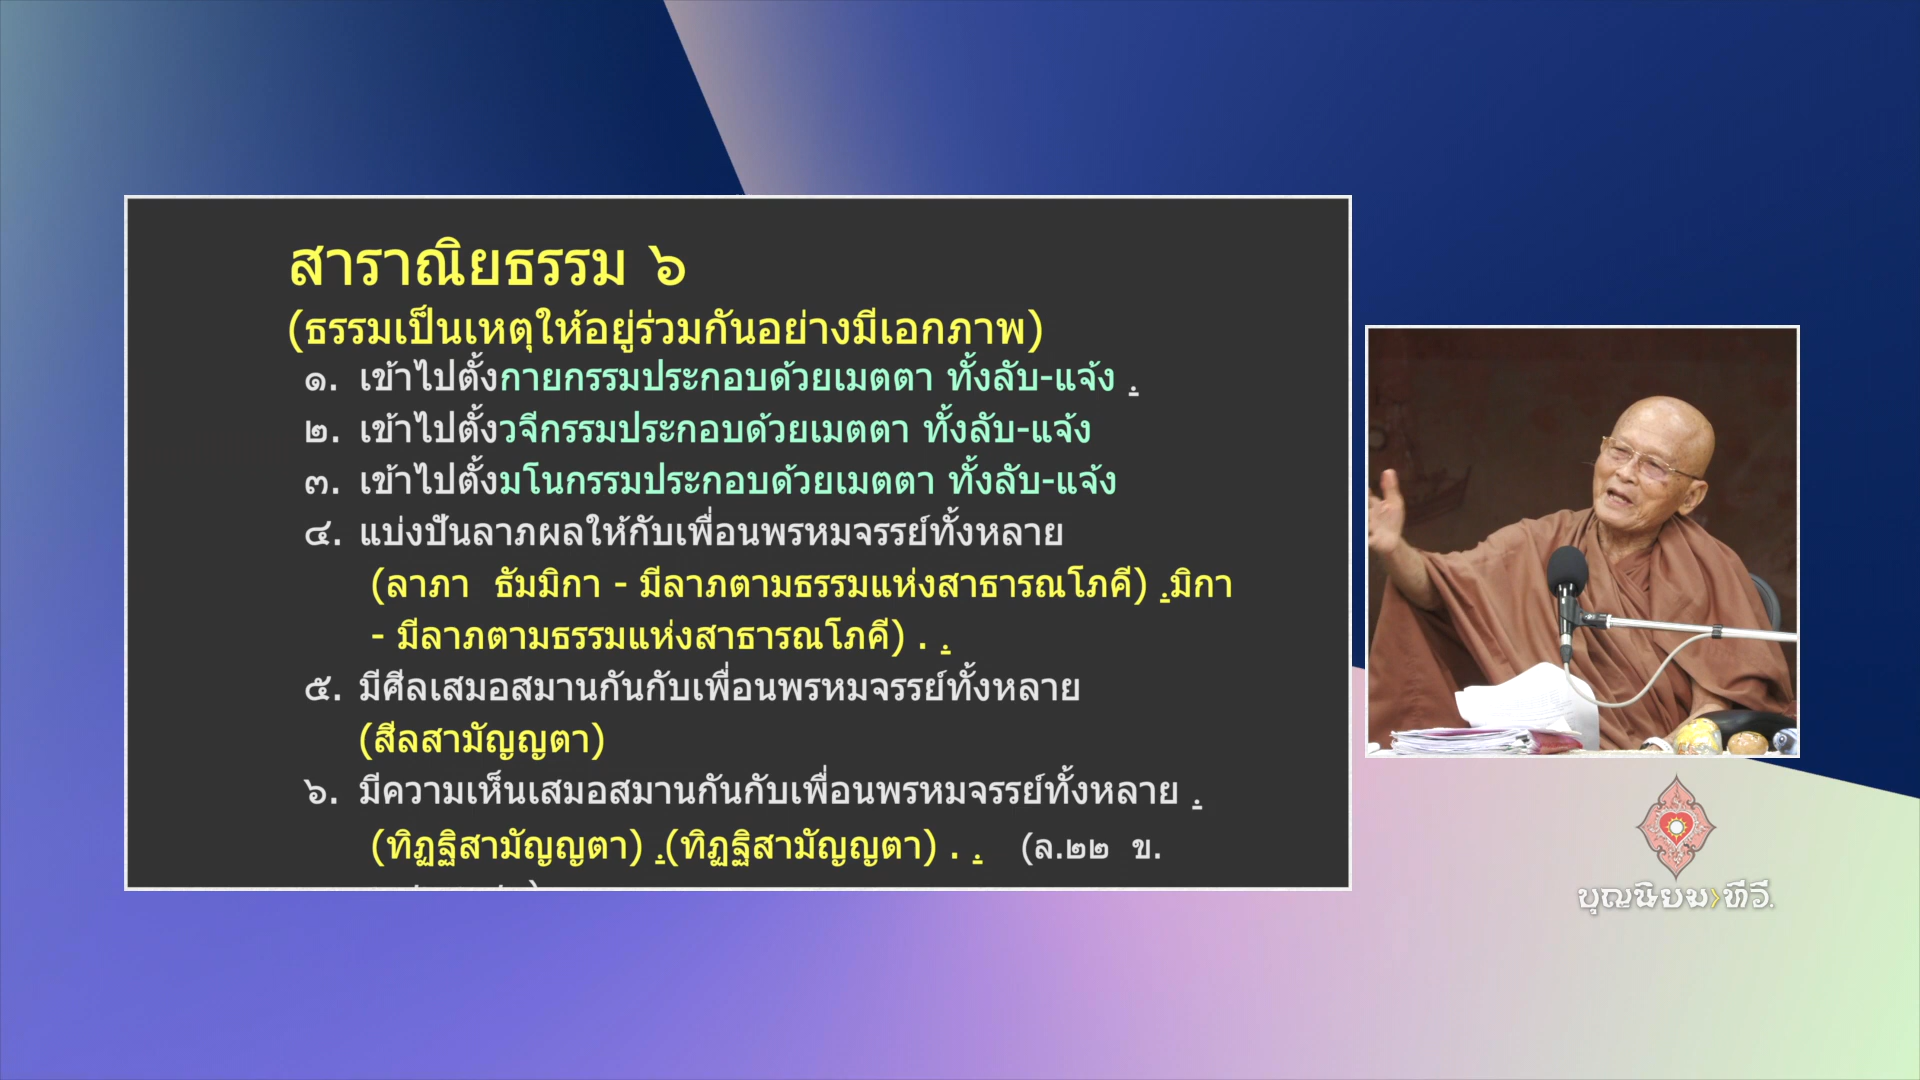 สาราณิยธรรม ๖
(ธรรมเป็นเหตุให้อยู่ร่วมกันอย่างมีเอกภาพ)
๑. เข้าไปตั้งกายกรรมประกอบด้วยเมตตา ทั้งลับ-แจ้ง .
๒. เข้าไปตั้งวจีกรรมประกอบด้วยเมตตา ทั้งลับ-แจ้ง
๓. เข้าไปตั้งมโนกรรมประกอบด้วยเมตตา ทั้งลับ-แจ้ง
๔. แบ่งปันลาภผลให้กับเพื่อนพรหมจรรย์ทั้งหลาย
(ลาภา ธัมมิกา - มีลาภตามธรรมแห่งสาธารณโภคี) .มิกา
- มีลาภตามธรรมแห่งสาธารณโภคี) . .
๕. มีศีลเสมอสมานกันกับเพื่อนพรหมจรรย์ทั้งหลาย
(สีลสามัญญตา)
๖. มีความเห็นเสมอสมานกันกับเพื่อนพรหมจรรย์ทั้งหลาย .
(ทิฏฐิสามัญญตา) .(ทิฏฐิสามัญญตา) . . (ล.๒๒ ข.
บุญนิยม ทีวี.